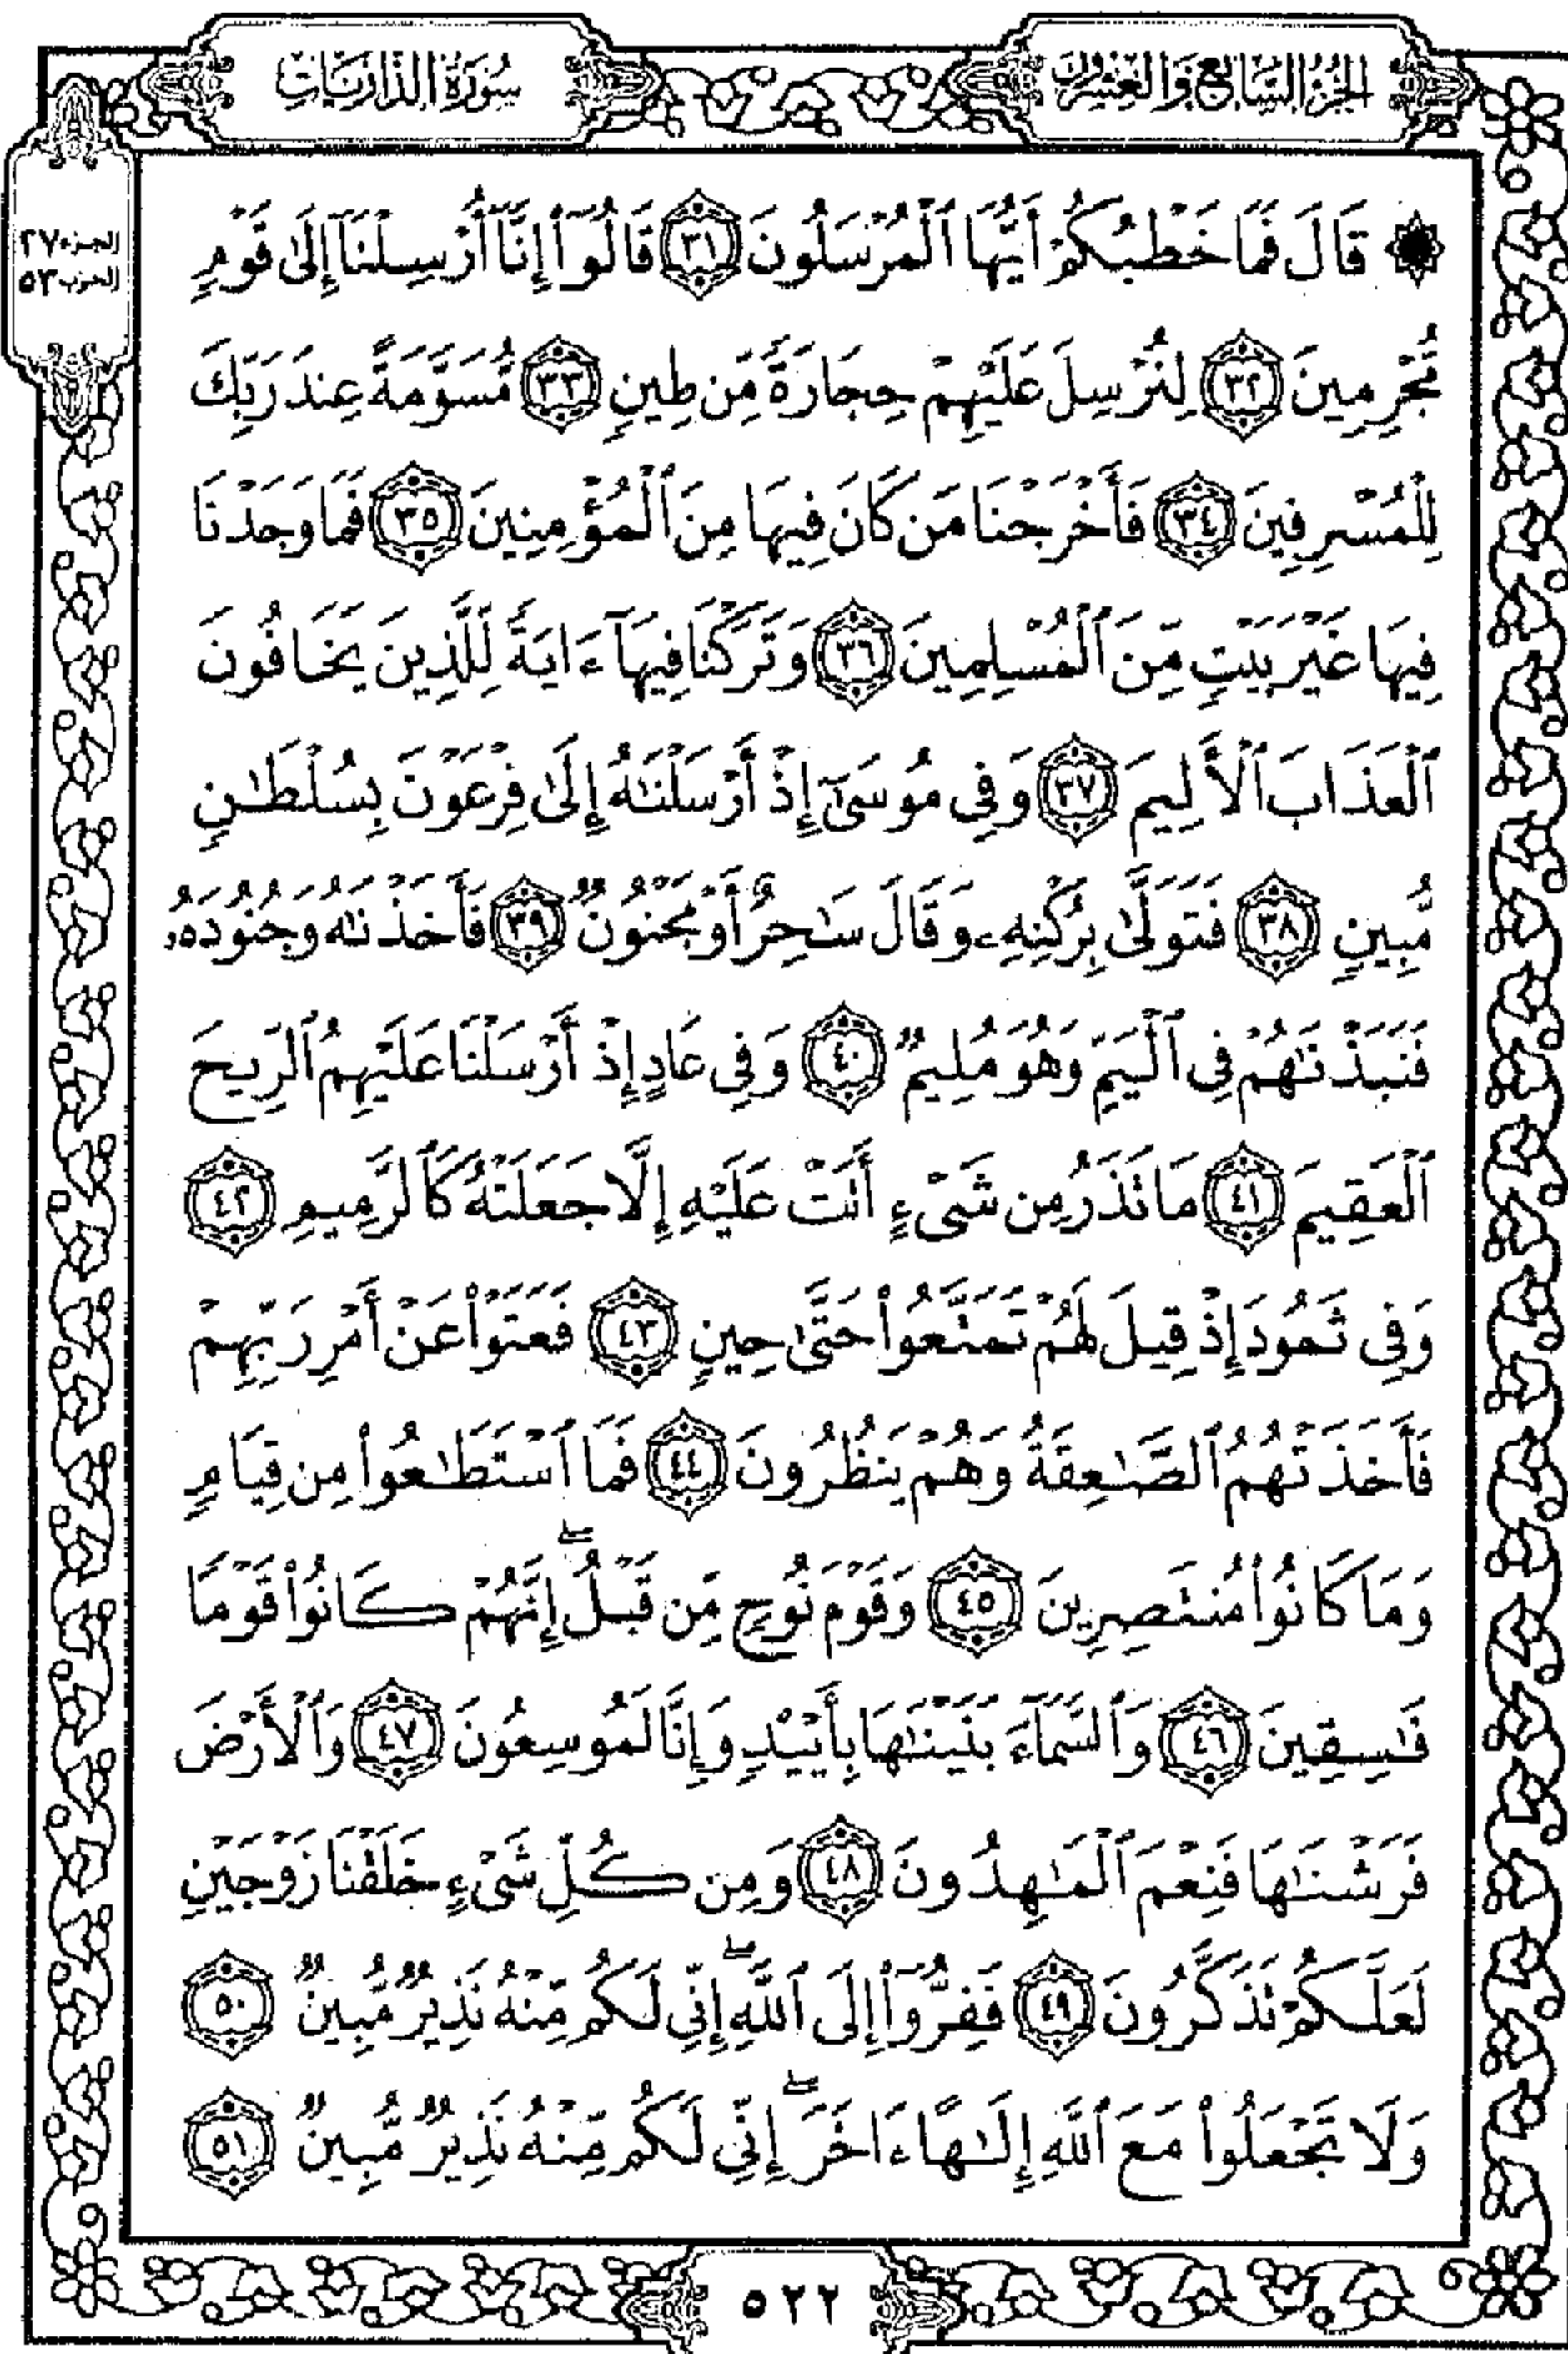 الجزء السابع والعشرون
سورة الذاريات
الجزء ٢٧
الحزب ٥٣
۞ قَالَ فَمَا خَطْبُكُمْ أَيُّهَا ٱلْمُرْسَلُونَ ٣١ قَالُوٓا۟ إِنَّآ أُرْسِلْنَآ إِلَىٰ قَوْمٍ
مُّجْرِمِينَ ٣٢ لِنُرْسِلَ عَلَيْهِمْ حِجَارَةً مِّن طِينٍ ٣٣ مُّسَوَّمَةً عِندَ رَبِّكَ
لِلْمُسْرِفِينَ ٣٤ فَأَخْرَجْنَا مَن كَانَ فِيهَا مِنَ ٱلْمُؤْمِنِينَ ٣٥ فَمَا وَجَدْنَا
فِيهَا غَيْرَ بَيْتٍ مِّنَ ٱلْمُسْلِمِينَ ٣٦ وَتَرَكْنَا فِيهَآ ءَايَةً لِّلَّذِينَ يَخَافُونَ
ٱلْعَذَابَ ٱلْأَلِيمَ ٣٧ وَفِى مُوسَىٰٓ إِذْ أَرْسَلْنَـٰهُ إِلَىٰ فِرْعَوْنَ بِسُلْطَـٰنٍ
مُّبِينٍ ٣٨ فَتَوَلَّىٰ بِرُكْنِهِۦ وَقَالَ سَـٰحِرٌ أَوْ مَجْنُونٌ ٣٩ فَأَخَذْنَـٰهُ وَجُنُودَهُۥ
فَنَبَذْنَـٰهُمْ فِى ٱلْيَمِّ وَهُوَ مُلِيمٌ ٤٠ وَفِى عَادٍ إِذْ أَرْسَلْنَا عَلَيْهِمُ ٱلرِّيحَ
ٱلْعَقِيمَ ٤١ مَا تَذَرُ مِن شَىْءٍ أَتَتْ عَلَيْهِ إِلَّا جَعَلَتْهُ كَٱلرَّمِيمِ ٤٢
وَفِى ثَمُودَ إِذْ قِيلَ لَهُمْ تَمَتَّعُوا۟ حَتَّىٰ حِينٍ ٤٣ فَعَتَوْا۟ عَنْ أَمْرِ رَبِّهِمْ
فَأَخَذَتْهُمُ ٱلصَّـٰعِقَةُ وَهُمْ يَنظُرُونَ ٤٤ فَمَا ٱسْتَطَـٰعُوا۟ مِن قِيَامٍ
وَمَا كَانُوا۟ مُنتَصِرِينَ ٤٥ وَقَوْمَ نُوحٍ مِّن قَبْلُ ۖ إِنَّهُمْ كَانُوا۟ قَوْمًا
فَـٰسِقِينَ ٤٦ وَٱلسَّمَآءَ بَنَيْنَـٰهَا بِأَيْي۟دٍ وَإِنَّا لَمُوسِعُونَ ٤٧ وَٱلْأَرْضَ
فَرَشْنَـٰهَا فَنِعْمَ ٱلْمَـٰهِدُونَ ٤٨ وَمِن كُلِّ شَىْءٍ خَلَقْنَا زَوْجَيْنِ
لَعَلَّكُمْ تَذَكَّرُونَ ٤٩ فَفِرُّوٓا۟ إِلَى ٱللَّهِ ۖ إِنِّى لَكُم مِّنْهُ نَذِيرٌ مُّبِينٌ ٥٠
وَلَا تَجْعَلُوا۟ مَعَ ٱللَّهِ إِلَـٰهًا ءَاخَرَ ۖ إِنِّى لَكُم مِّنْهُ نَذِيرٌ مُّبِينٌ ٥١
٥٢٢